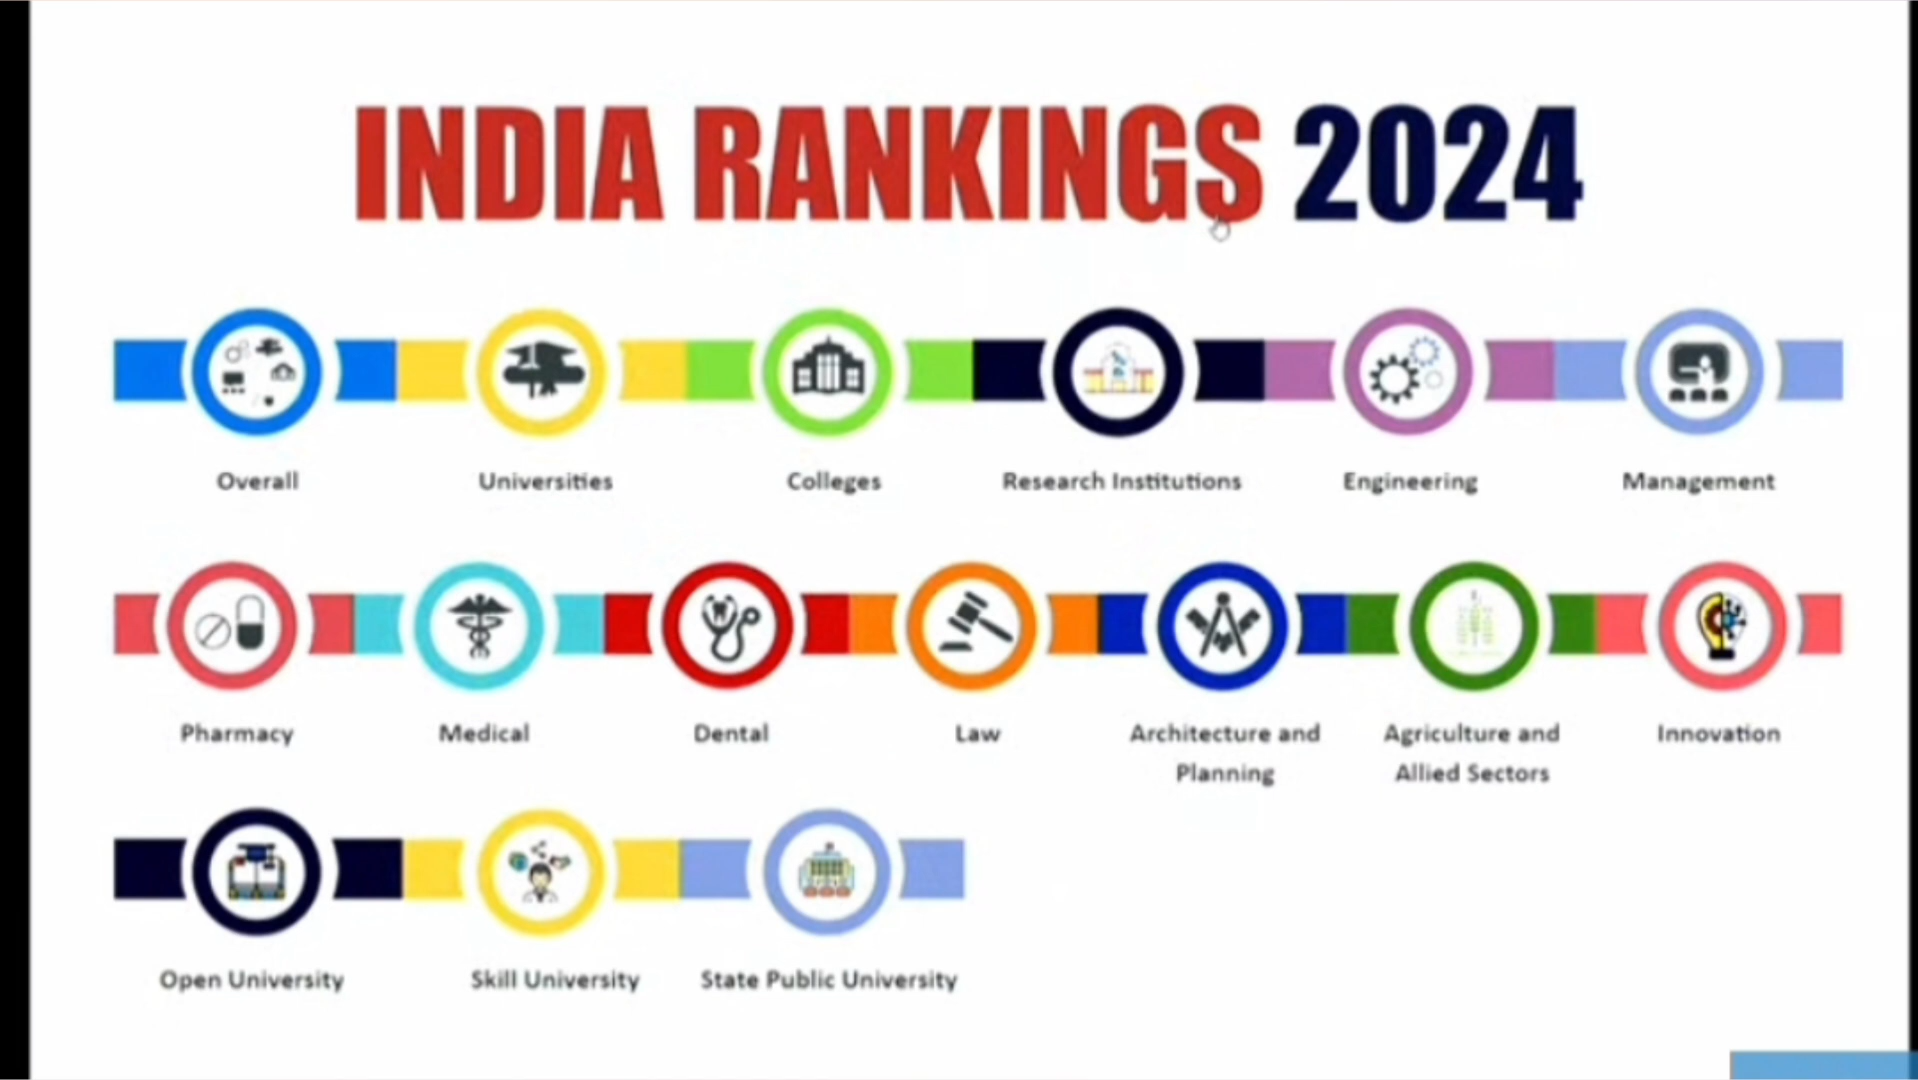 INDIA RANKINGS 2024
Overall
Universities
Colleges
Research Institutions
Engineering
Management
Pharmacy
Medical
Dental
Law
Architecture and
Planning
Agriculture and
Allied Sectors
Innovation
Open University
Skill University
State Public University